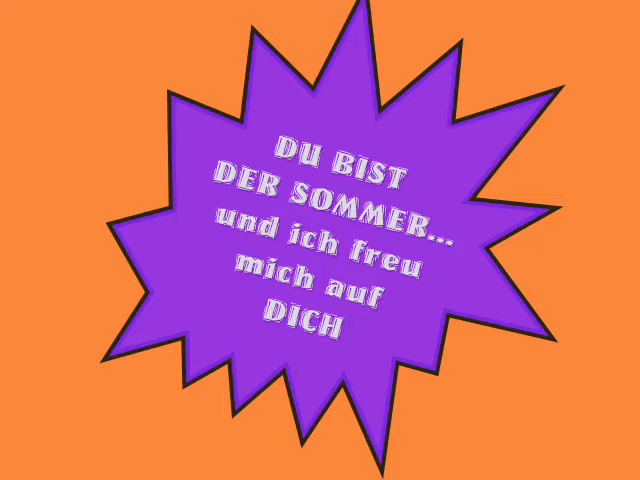 DU BIST
DER SOMMER...
und ich freu
mich auf
DICH